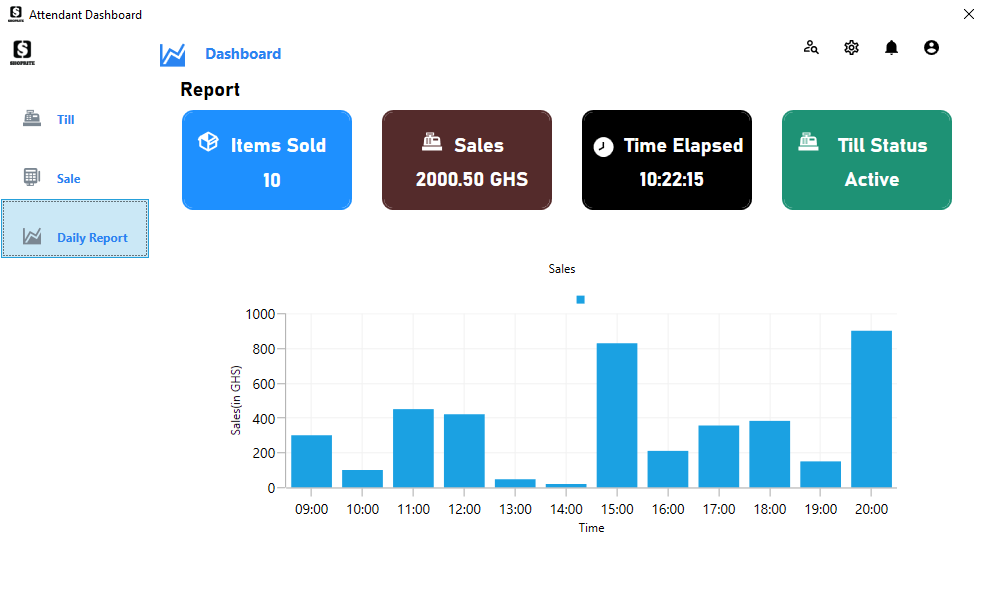 Attendant Dashboard
SHOPRITE
Dashboard
Report
Till
Sale
Daily Report
Items Sold
10
Sales
2000.50 GHS
Time Elapsed
10:22:15
Till Status
Active
Sales
1000
800
600
400
200
0
Sales(in GHS)
09:00 10:00 11:00 12:00 13:00 14:00 15:00 16:00 17:00 18:00 19:00 20:00
Time